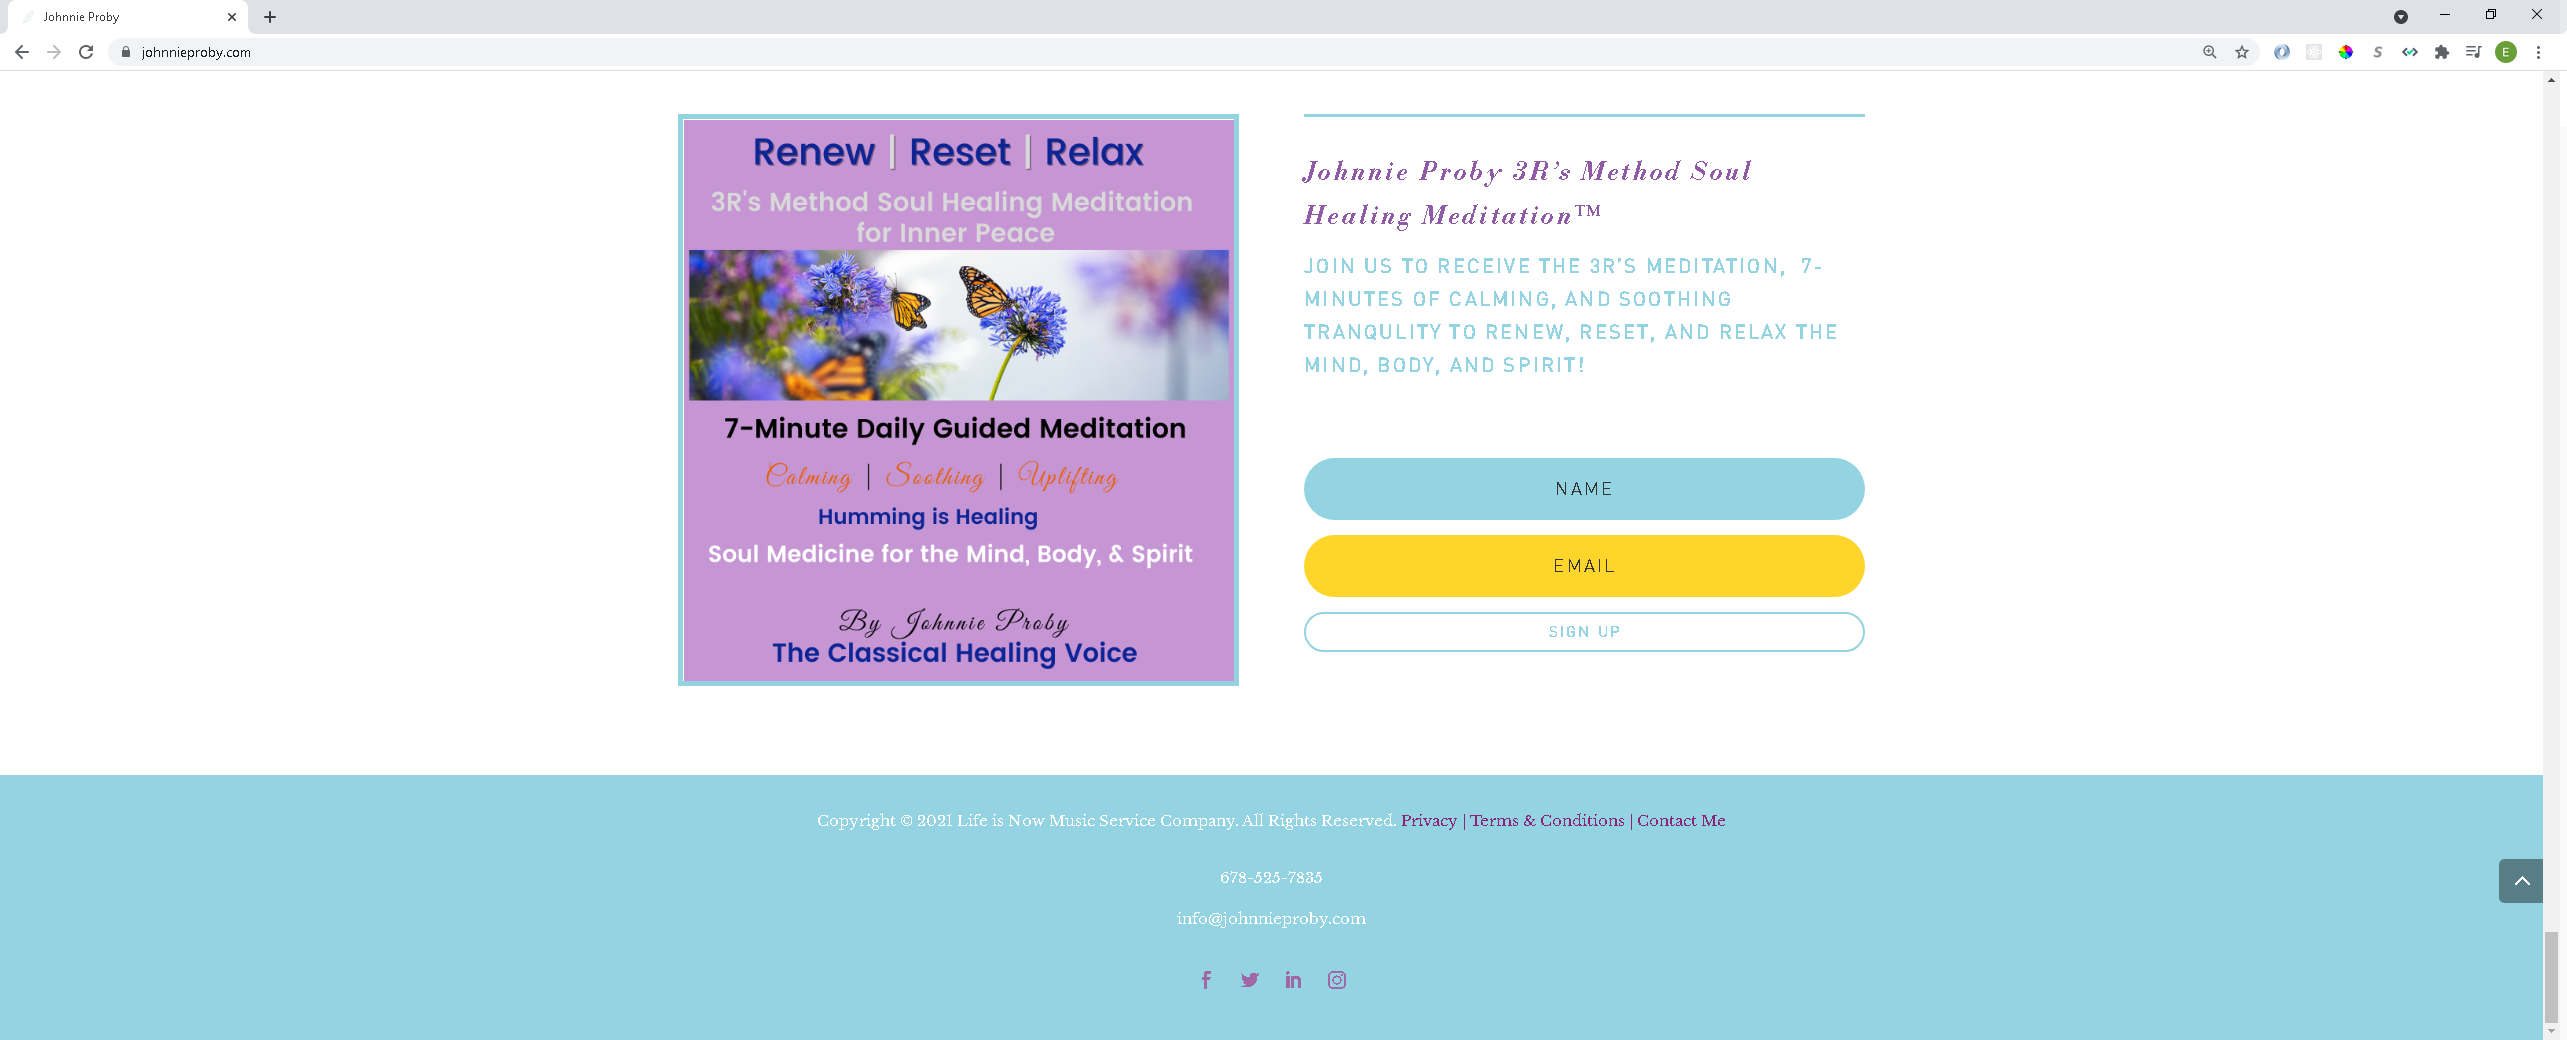 Johnnie Proby
johnnieproby.com
E
Renew | Reset | Relax
3R's Method Soul Healing Meditation
for Inner Peace
7-Minute Daily Guided Meditation
Calming | Soothing | Uplifting
Humming is Healing
Soul Medicine for the Mind, Body, & Spirit
By Johnnie Proby
The Classical Healing Voice
Johnnie Proby 3R’s Method Soul
Healing Meditation™
JOIN US TO RECEIVE THE 3R’S MEDITATION, 7-
MINUTES OF CALMING, AND SOOTHING
TRANQULITY TO RENEW, RESET, AND RELAX THE
MIND, BODY, AND SPIRIT!
NAME
EMAIL
SIGN UP
Copyright © 2021 Life is Now Music Service Company. All Rights Reserved. Privacy | Terms & Conditions | Contact Me
678-525-7835
info@johnnieproby.com